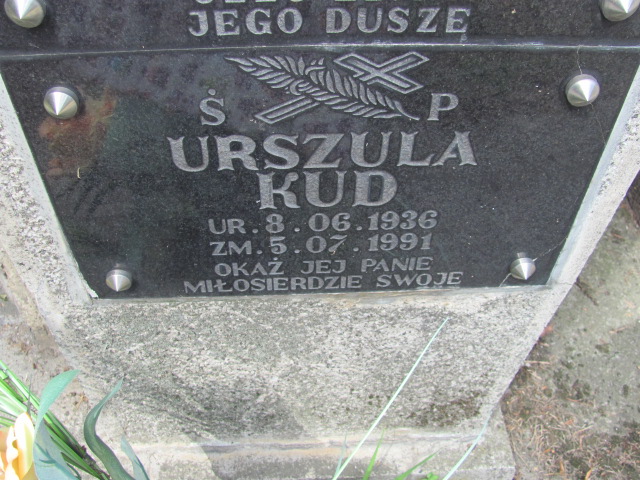 JEGO DUSZE
Ś P
URSZULA
KUD
UR. 8. 06. 1936
ZM. 5. 07. 1991
OKAŻ JEJ PANIE
MIŁOSIERDZIE SWOJE